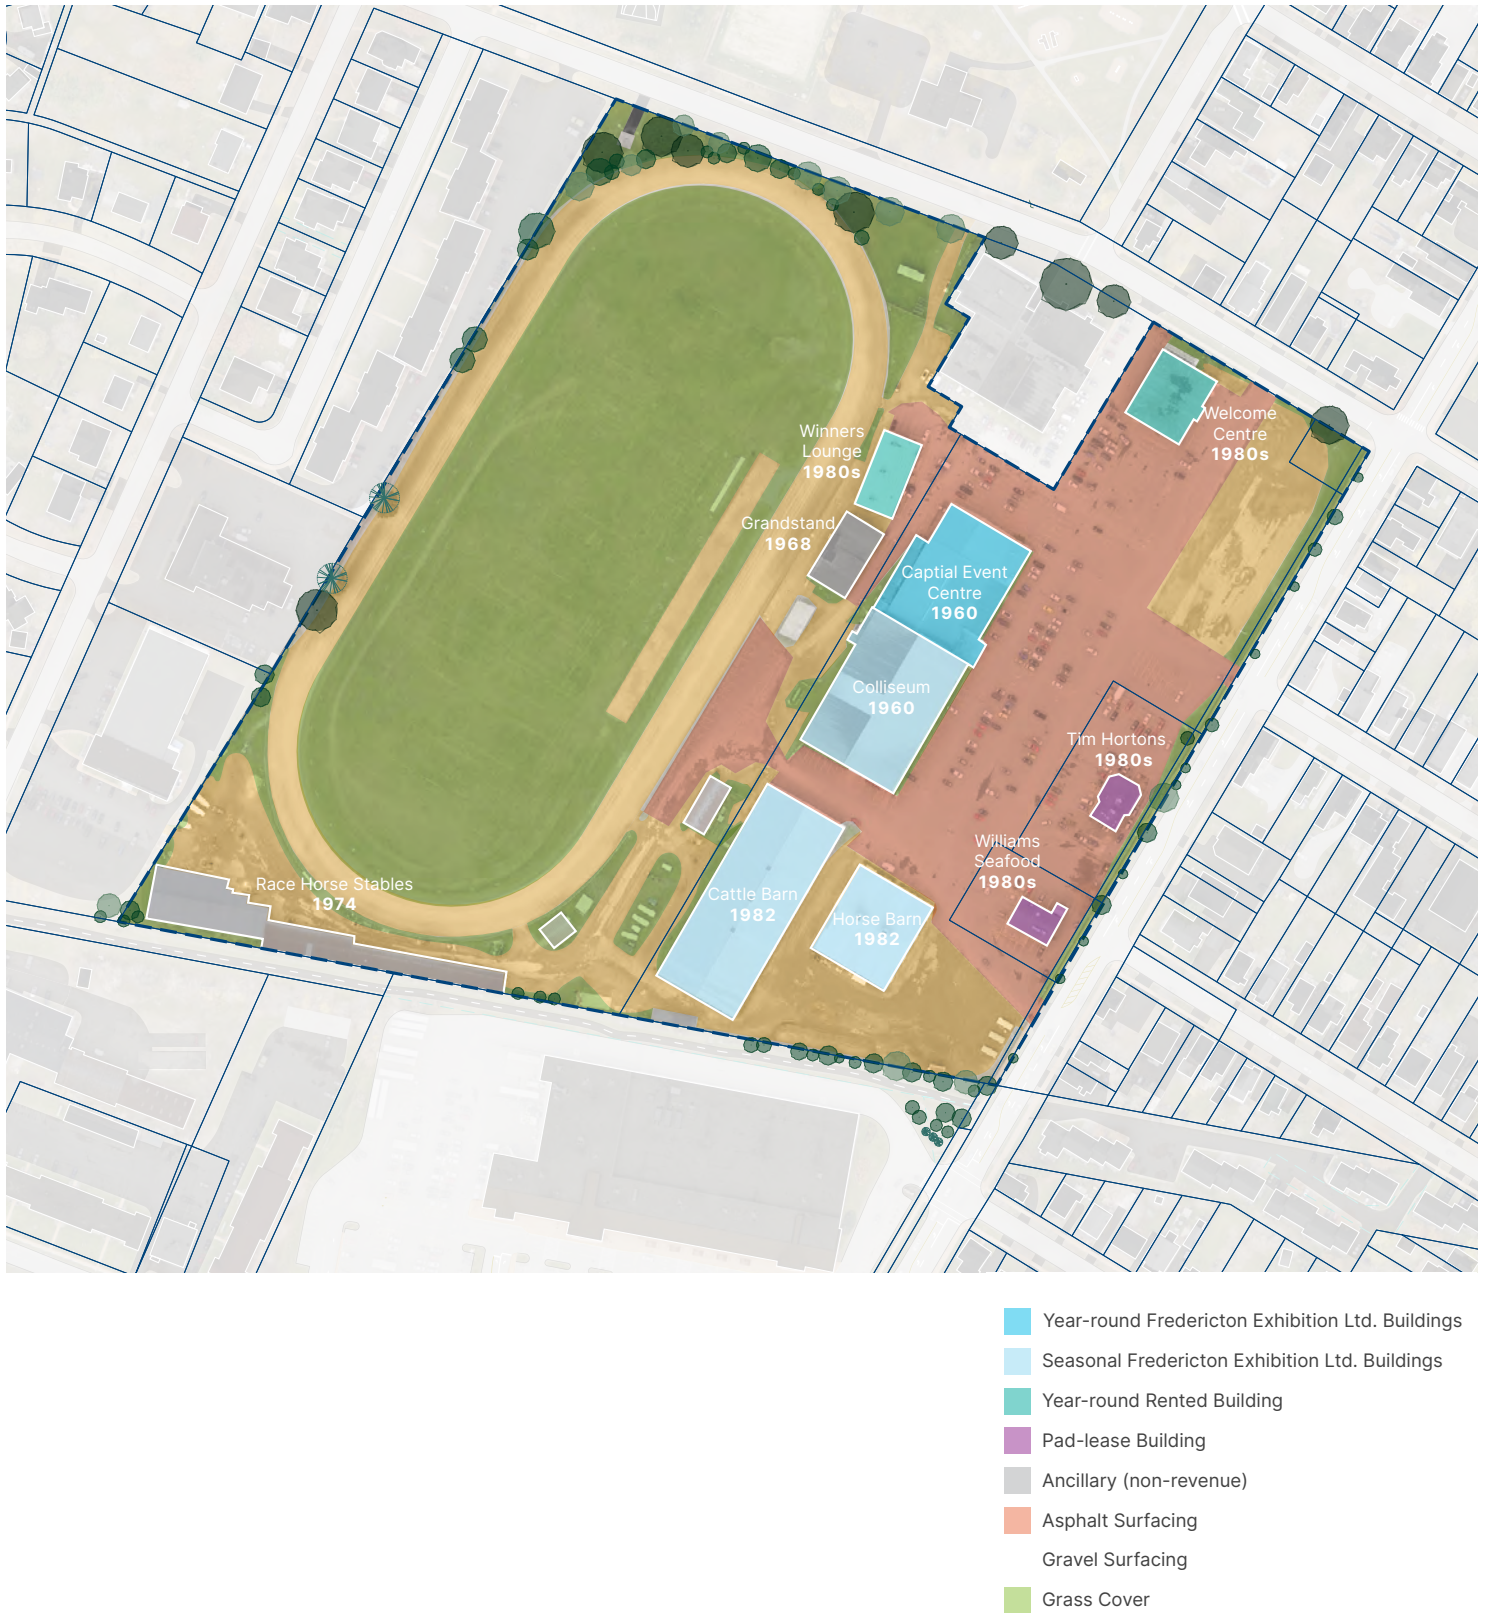 Welcome
Centre
1980s
Winners
Lounge
1980s
Grandstand
1968
Captial Event
Centre
1960
Colliseum
1960
Tim Hortons
1980s
Williams
Seafood
1980s
Race Horse Stables
1974
Cattle Barn
1982
Horse Barn
1982
Year-round Fredericton Exhibition Ltd. Buildings
Seasonal Fredericton Exhibition Ltd. Buildings
Year-round Rented Building
Pad-lease Building
Ancillary (non-revenue)
Asphalt Surfacing
Gravel Surfacing
Grass Cover